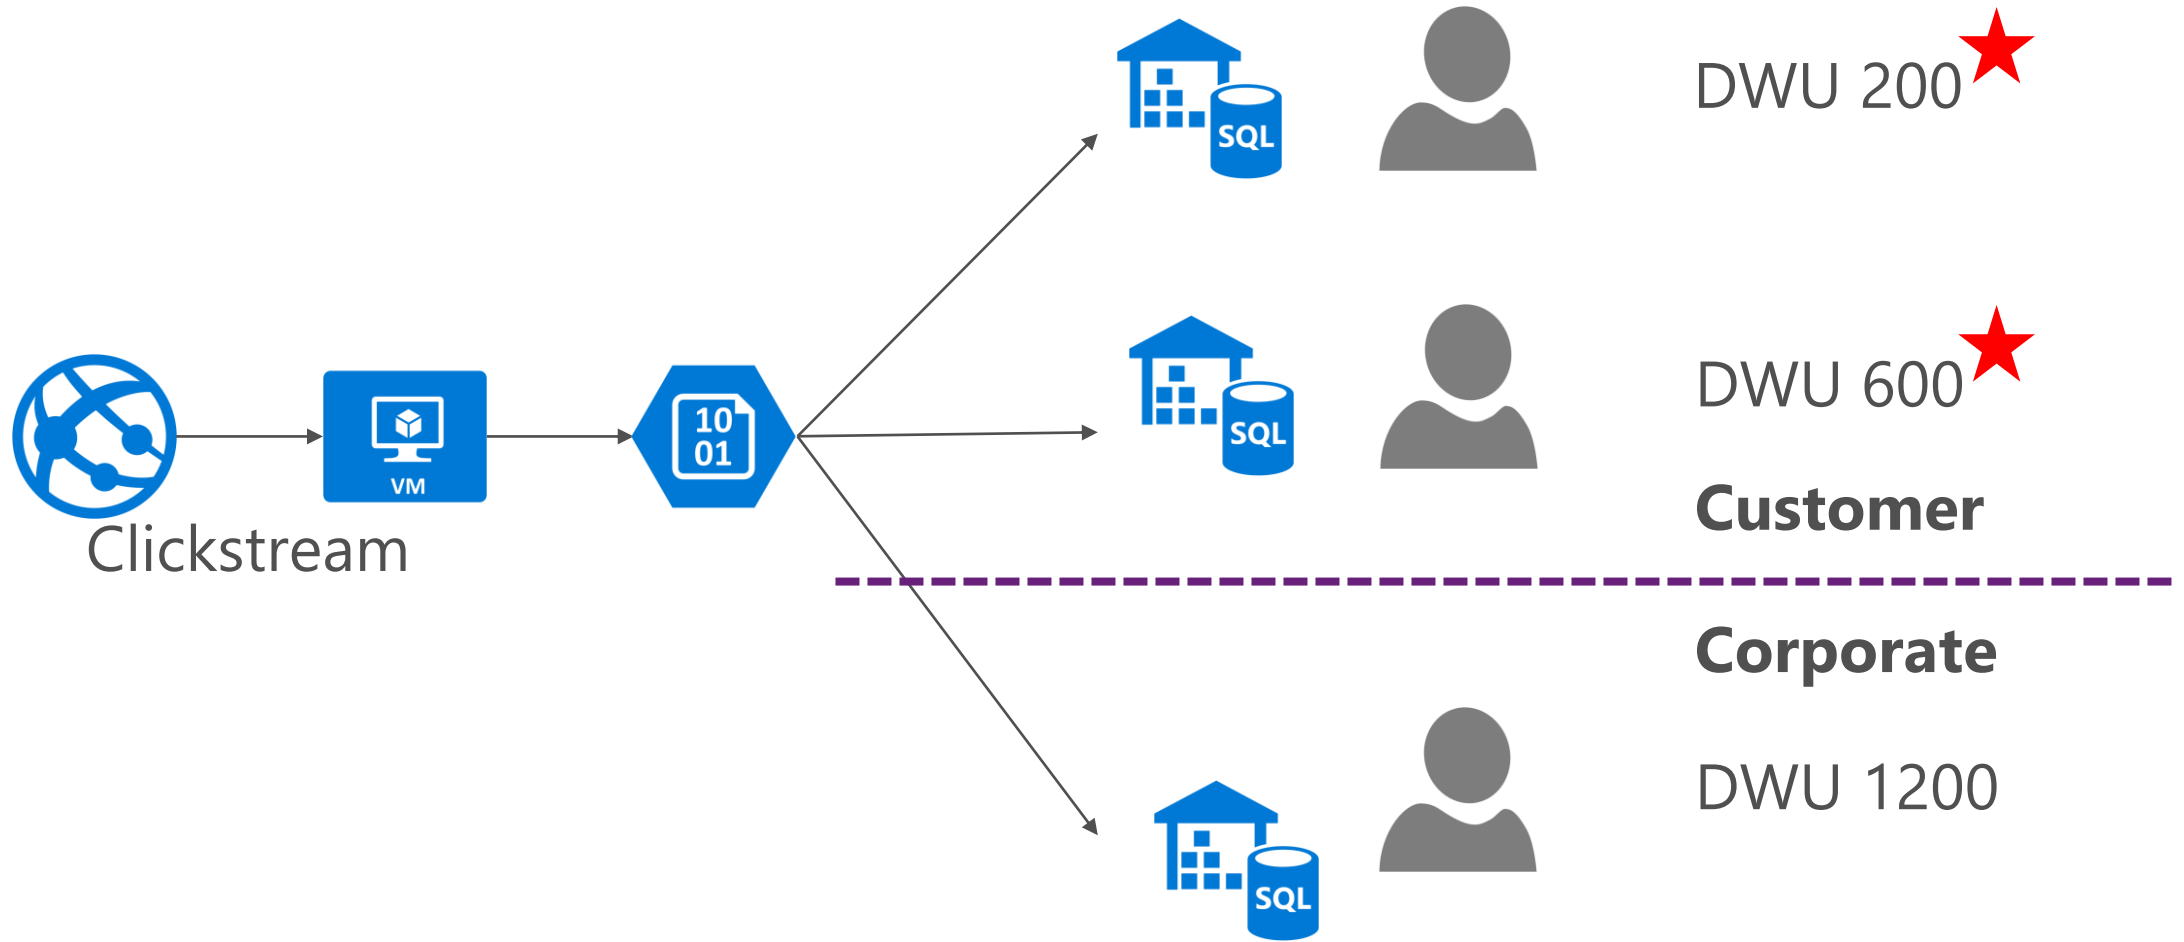 SQL
DWU 200
SQL
DWU 600
10
01
VM
Customer
Clickstream
Corporate
DWU 1200
SQL